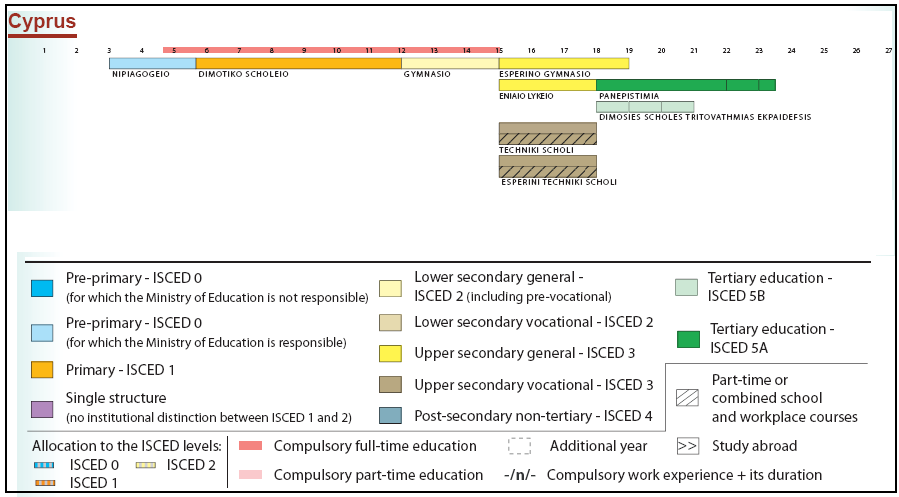 Cyprus
1 2 3 4 5 6 7 8 9 10 11 12 13 14 15 16 17 18 19 20 21 22 23 24 25 26 27
NIPIAGOGEIO DIMOTIKO SCHOLEIO GYMNASIO ESPERINO GYMNASIO
ENIAIO LYKEIO PANEPISTIMIA
DIMOSIES SCHOLES TRITOVATHMIAS EKPAIDEFSIS
TECHNIKI SCHOLI
ESPERINI TECHNIKI SCHOLI
Pre-primary - ISCED 0
(for which the Ministry of Education is not responsible)
Pre-primary - ISCED 0
(for which the Ministry of Education is responsible)
Primary - ISCED 1
Single structure
(no institutional distinction between ISCED 1 and 2)
Lower secondary general -
ISCED 2 (including pre-vocational)
Lower secondary vocational - ISCED 2
Upper secondary general - ISCED 3
Upper secondary vocational - ISCED 3
Post-secondary non-tertiary - ISCED 4
Tertiary education -
ISCED 5B
Tertiary education -
ISCED 5A
Part-time or
combined school
and workplace courses
Allocation to the ISCED levels:
ISCED 0 ISCED 2
ISCED 1
Compulsory full-time education
Additional year
>> Study abroad
Compulsory part-time education
-/n/- Compulsory work experience + its duration